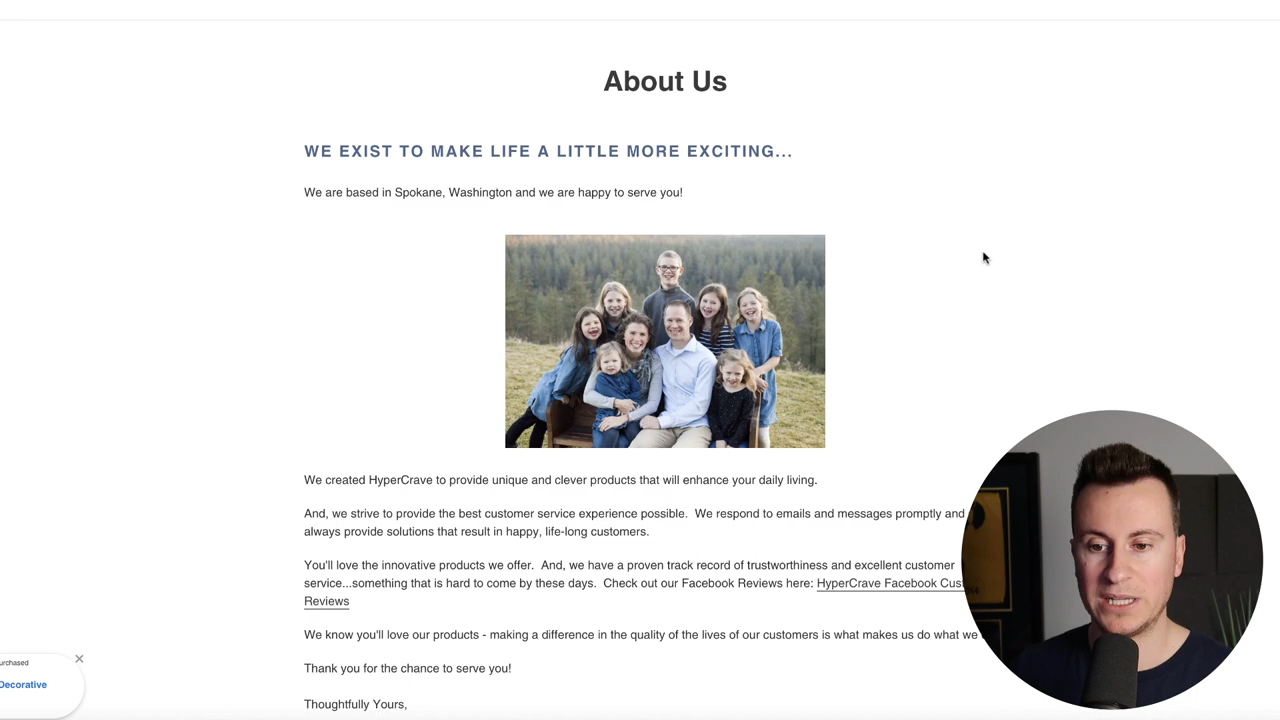 About Us
WE EXIST TO MAKE LIFE A LITTLE MORE EXCITING...
We are based in Spokane, Washington and we are happy to serve you!
We created HyperCrave to provide unique and clever products that will enhance your daily living.
And, we strive to provide the best customer service experience possible.  We respond to emails and messages promptly and
always provide solutions that result in happy, life-long customers.
You'll love the innovative products we offer.  And, we have a proven track record of trustworthiness and excellent customer
service...something that is hard to come by these days.  Check out our Facebook Reviews here: HyperCrave Facebook
Reviews
We know you'll love our products - making a difference in the quality of the lives of our customers is what makes us do what we
Thank you for the chance to serve you!
Thoughtfully Yours,
Decorative